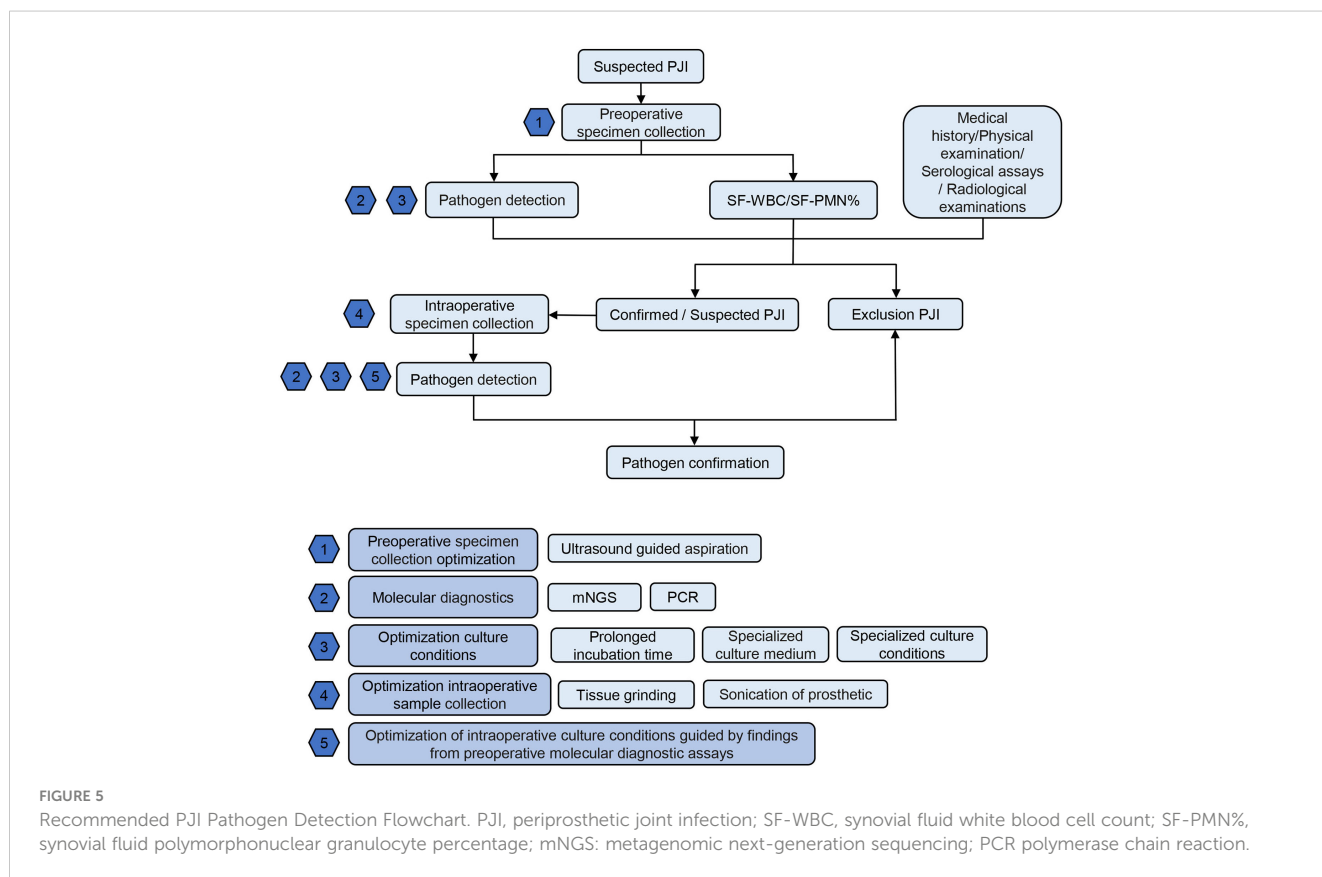 Suspected PJI
1
Preoperative
specimen collection
Medical
history/Physical
examination/
Serological assays
/ Radiological
examinations
2
3
Pathogen detection
SF-WBC/SF-PMN%
4
Intraoperative
specimen collection
Confirmed / Suspected PJI
Exclusion PJI
2
3
5
Pathogen detection
Pathogen confirmation
1
Preoperative specimen
collection optimization
Ultrasound guided aspiration
2
Molecular diagnostics
mNGS
PCR
3
Optimization culture
conditions
Prolonged
incubation time
Specialized
culture medium
Specialized culture
conditions
4
Optimization intraoperative
sample collection
Tissue grinding
Sonication of prosthetic
5
Optimization of intraoperative culture conditions guided by findings
from preoperative molecular diagnostic assays
FIGURE 5
Recommended PJI Pathogen Detection Flowchart. PJI, periprosthetic joint infection; SF-WBC, synovial fluid white blood cell count; SF-PMN%,
synovial fluid polymorphonuclear granulocyte percentage; mNGS: metagenomic next-generation sequencing; PCR polymerase chain reaction.